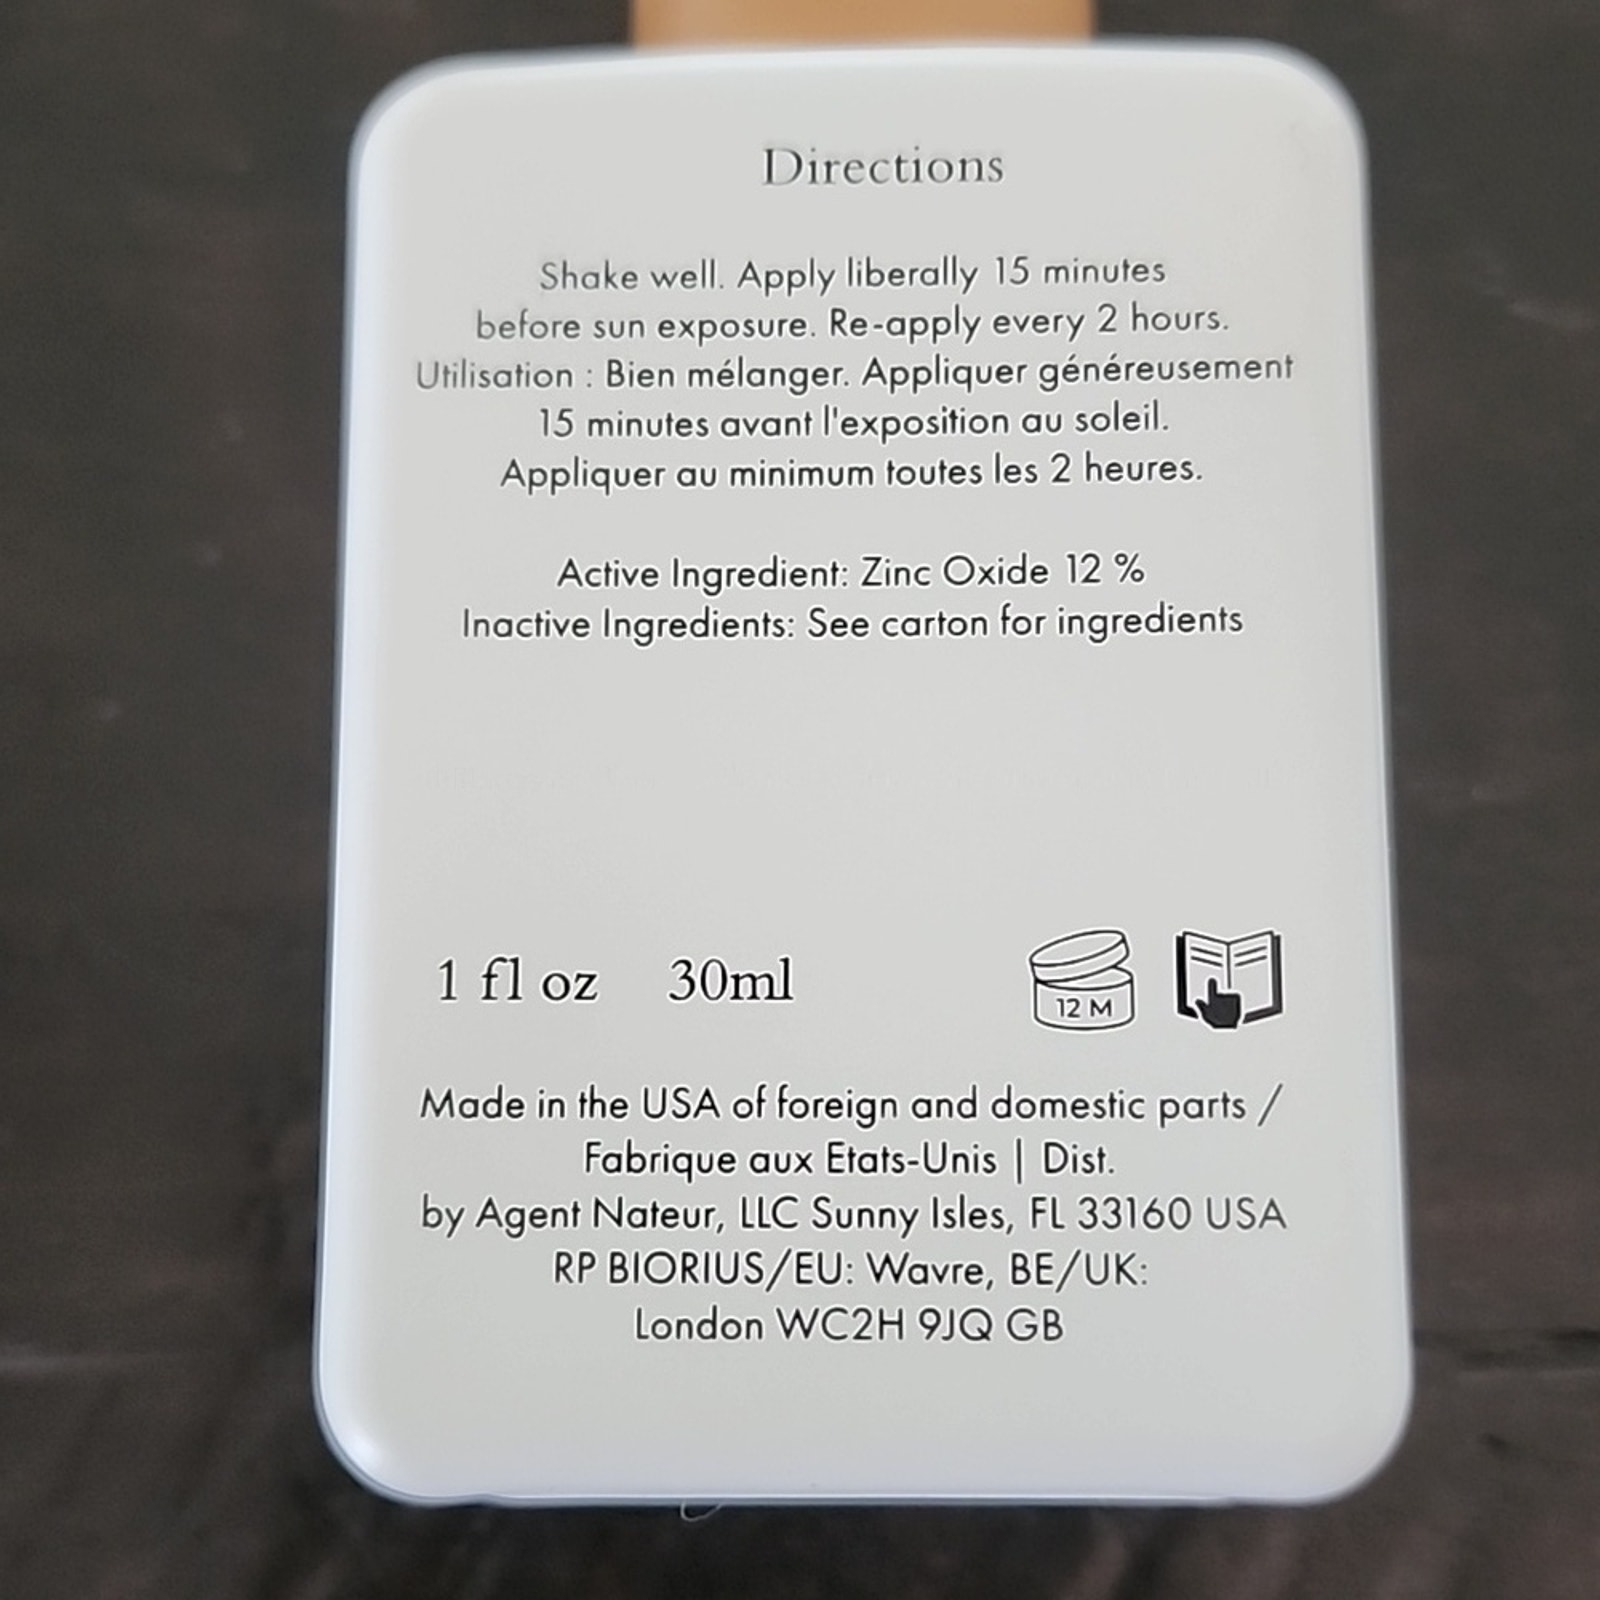 Directions
Shake well. Apply liberally 15 minutes
before sun exposure. Re-apply every 2 hours.
Utilisation : Bien mélanger. Appliquer généreusement
15 minutes avant l'exposition au soleil.
Appliquer au minimum toutes les 2 heures.
Active Ingredient: Zinc Oxide 12 %
Inactive Ingredients: See carton for ingredients
1 fl oz 30ml
12 M
Made in the USA of foreign and domestic parts /
Fabrique aux Etats-Unis | Dist.
by Agent Nateur, LLC Sunny Isles, FL 33160 USA
RP BIORIUS/EU: Wavre, BE/UK:
London WC2H 9JQ GB